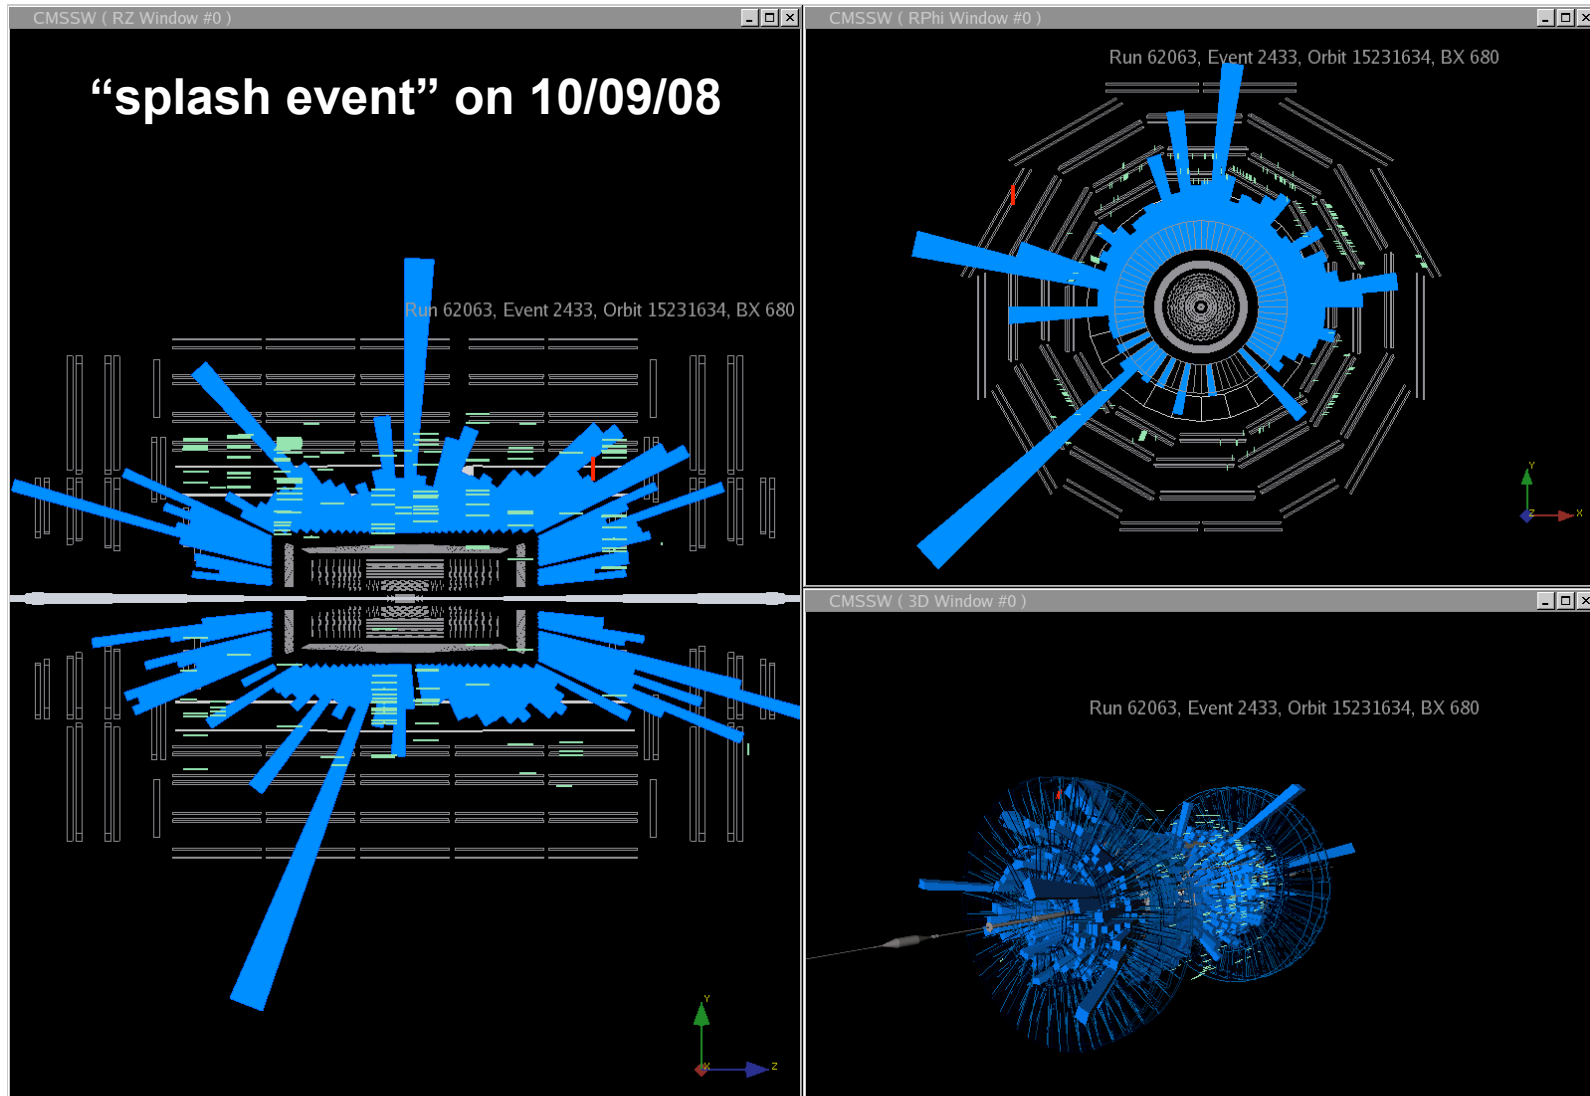 CMSSW ( RZ Window #0 )
“splash event” on 10/09/08
Run 62063, Event 2433, Orbit 15231634, BX 680
Y
X
Z
CMSSW ( RPhi Window #0 )
Run 62063, Event 2433, Orbit 15231634, BX 680
Y
Z
X
CMSSW ( 3D Window #0 )
Run 62063, Event 2433, Orbit 15231634, BX 680